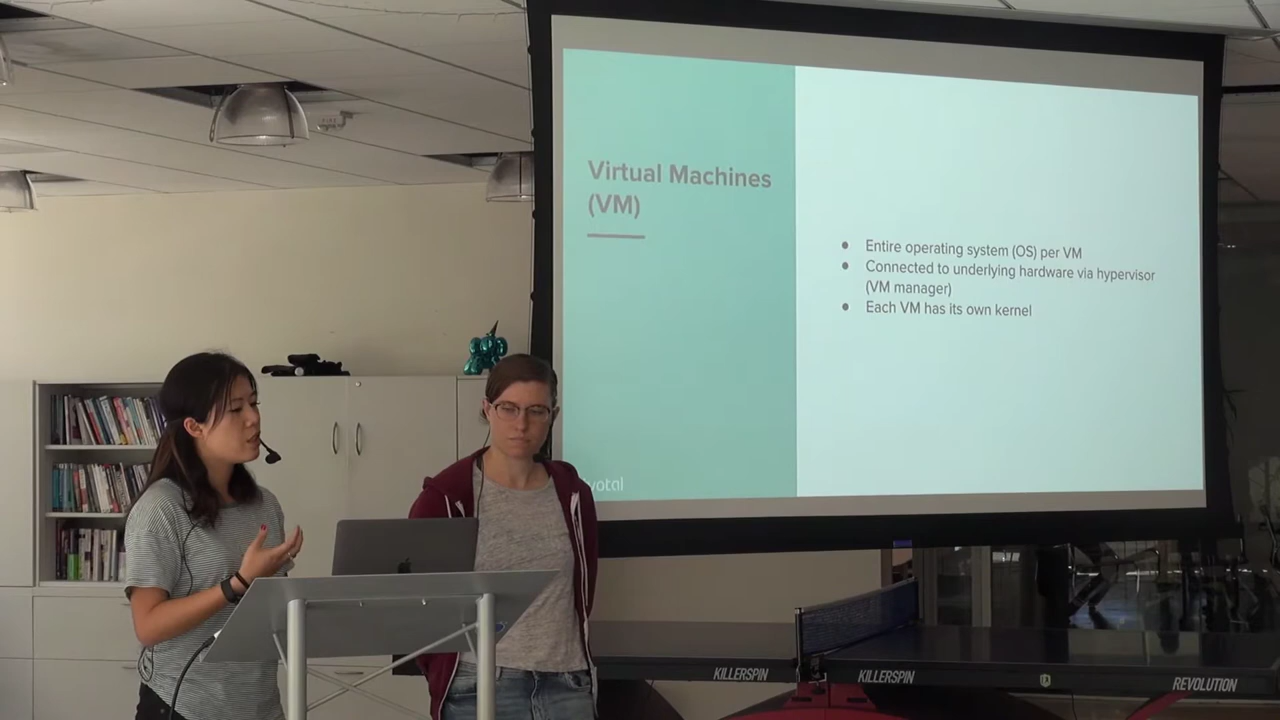 Virtual Machines
(VM)
● Entire operating system (OS) per VM
● Connected to underlying hardware via hypervisor
(VM manager)
● Each VM has its own kernel
votal
KILLERSPIN
KILLERSPIN
REVOLUTION